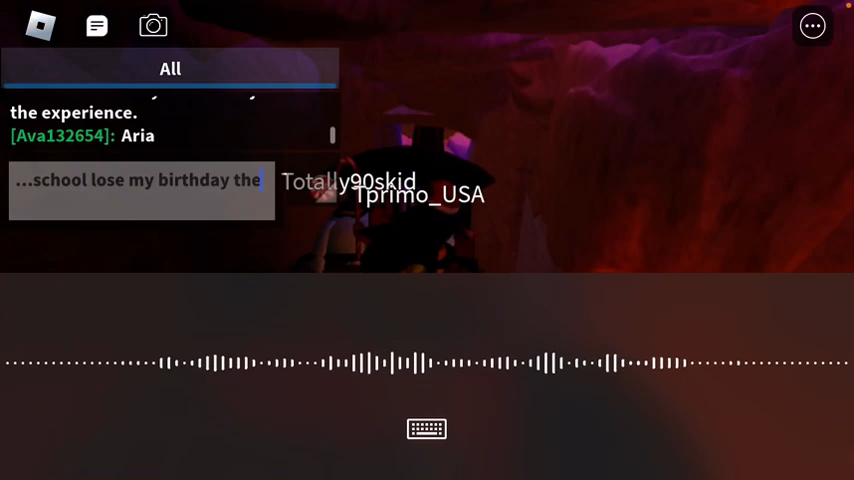 All
the experience.
[Ava132654]: Aria
...school lose my birthday the
Totally90skid
Tprimo_USA